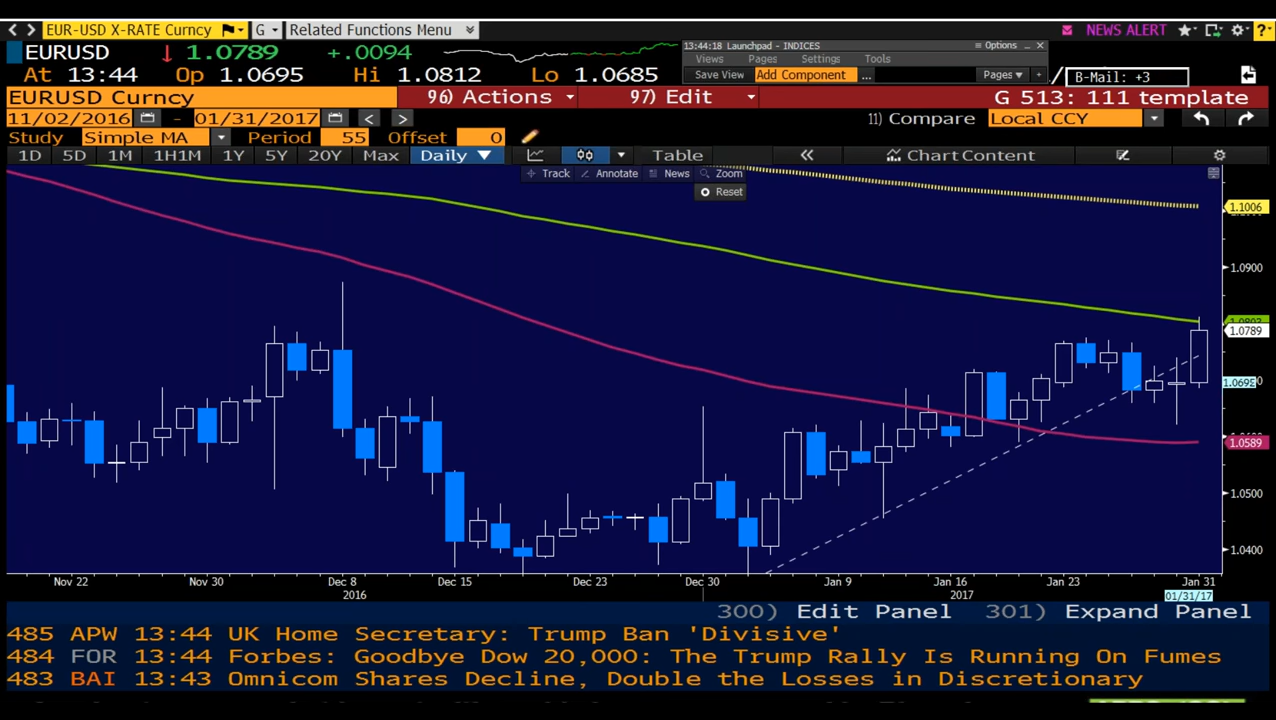 EUR-USD X-RATE Curncy G Related Functions Menu NEWS ALERT ?
EURUSD 1.0789 +.0094
13:44:18 Launchpad - INDICES Options
Views Pages Settings Tools
Save View Add Component ... Pages +
At 13:44 Op 1.0695 Hi 1.0812 Lo 1.0685 B-Mail: +3
EURUSD Curncy 96) Actions 97) Edit G 513: 111 template
11/02/2016 - 01/31/2017 < > 11) Compare Local CCY
Study Simple MA Period 55 Offset 0
1D 5D 1M 1H1M 1Y 5Y 20Y Max Daily Table Chart Content
Track Annotate News Zoom
Reset
1.1006
1.0900
1.0789
1.0695
1.0589
1.0500
1.0400
Nov 22 Nov 30 Dec 8 Dec 15 Dec 23 Dec 30 Jan 9 Jan 16 Jan 23 Jan 31
2016 2017 01/31/17
300) Edit Panel 301) Expand Panel
485 APW 13:44 UK Home Secretary: Trump Ban 'Divisive'
484 FOR 13:44 Forbes: Goodbye Dow 20,000: The Trump Rally Is Running On Fumes
483 BAI 13:43 Omnicom Shares Decline, Double the Losses in Discretionary